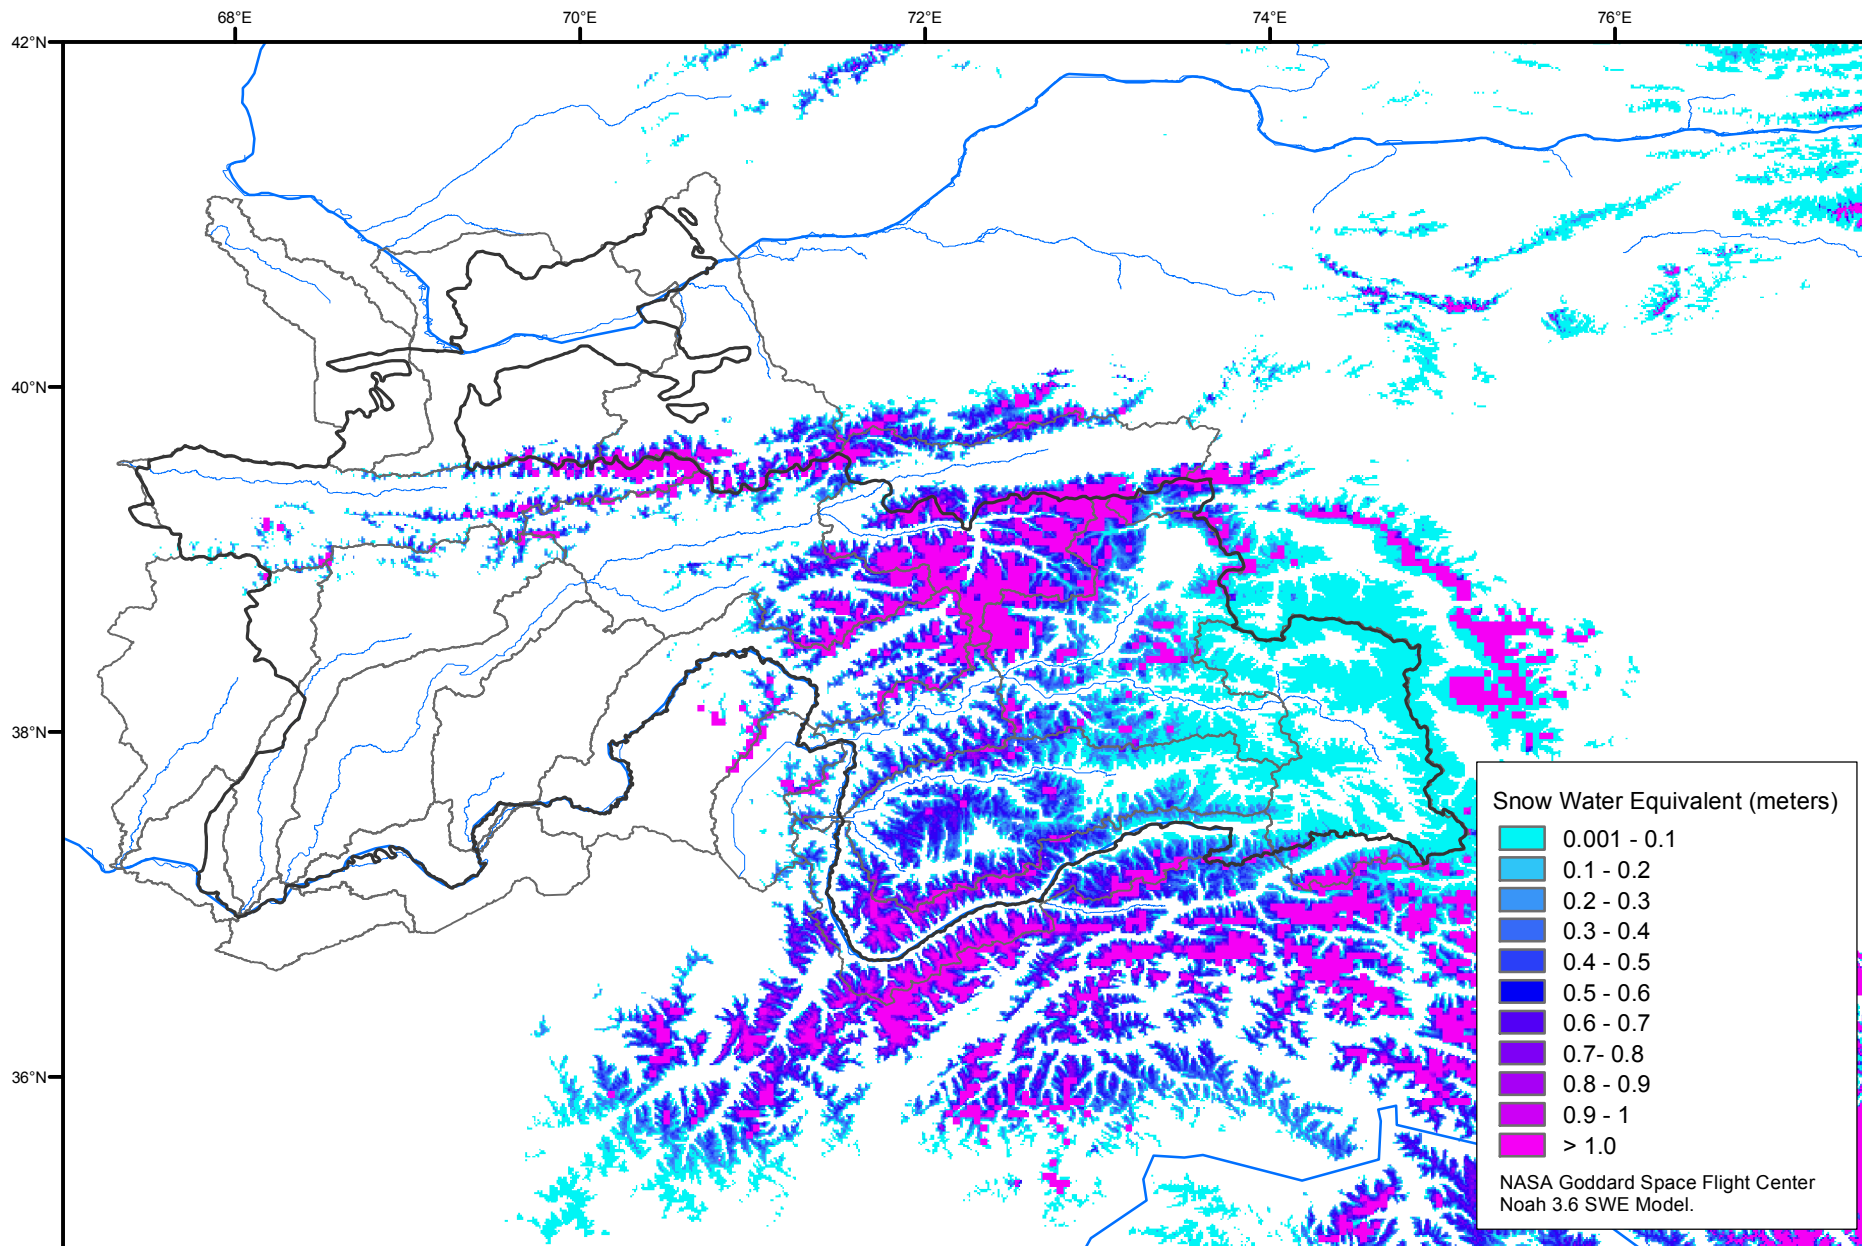 68°E 70°E 72°E 74°E 76°E
42°N
40°N
38°N
36°N
Snow Water Equivalent (meters)
0.001 - 0.1
0.1 - 0.2
0.2 - 0.3
0.3 - 0.4
0.4 - 0.5
0.5 - 0.6
0.6 - 0.7
0.7- 0.8
0.8 - 0.9
0.9 - 1
> 1.0
NASA Goddard Space Flight Center
Noah 3.6 SWE Model.